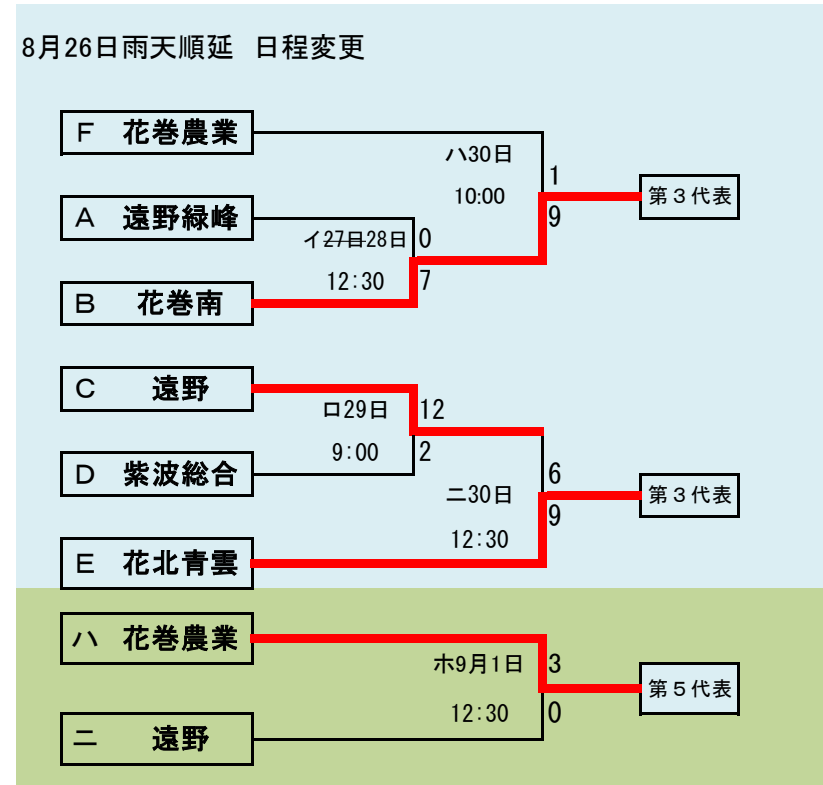 8月26日雨天順延 日程変更
F 花巻農業
ハ30日
1
10:00
第3代表
A 遠野緑峰
9
イ27日28日
0
12:30
7
B 花巻南
C 遠野
ロ29日
12
9:00
2
D 紫波総合
6
ニ30日
第3代表
9
12:30
E 花北青雲
ハ 花巻農業
ホ9月1日
3
第5代表
12:30
0
ニ 遠野